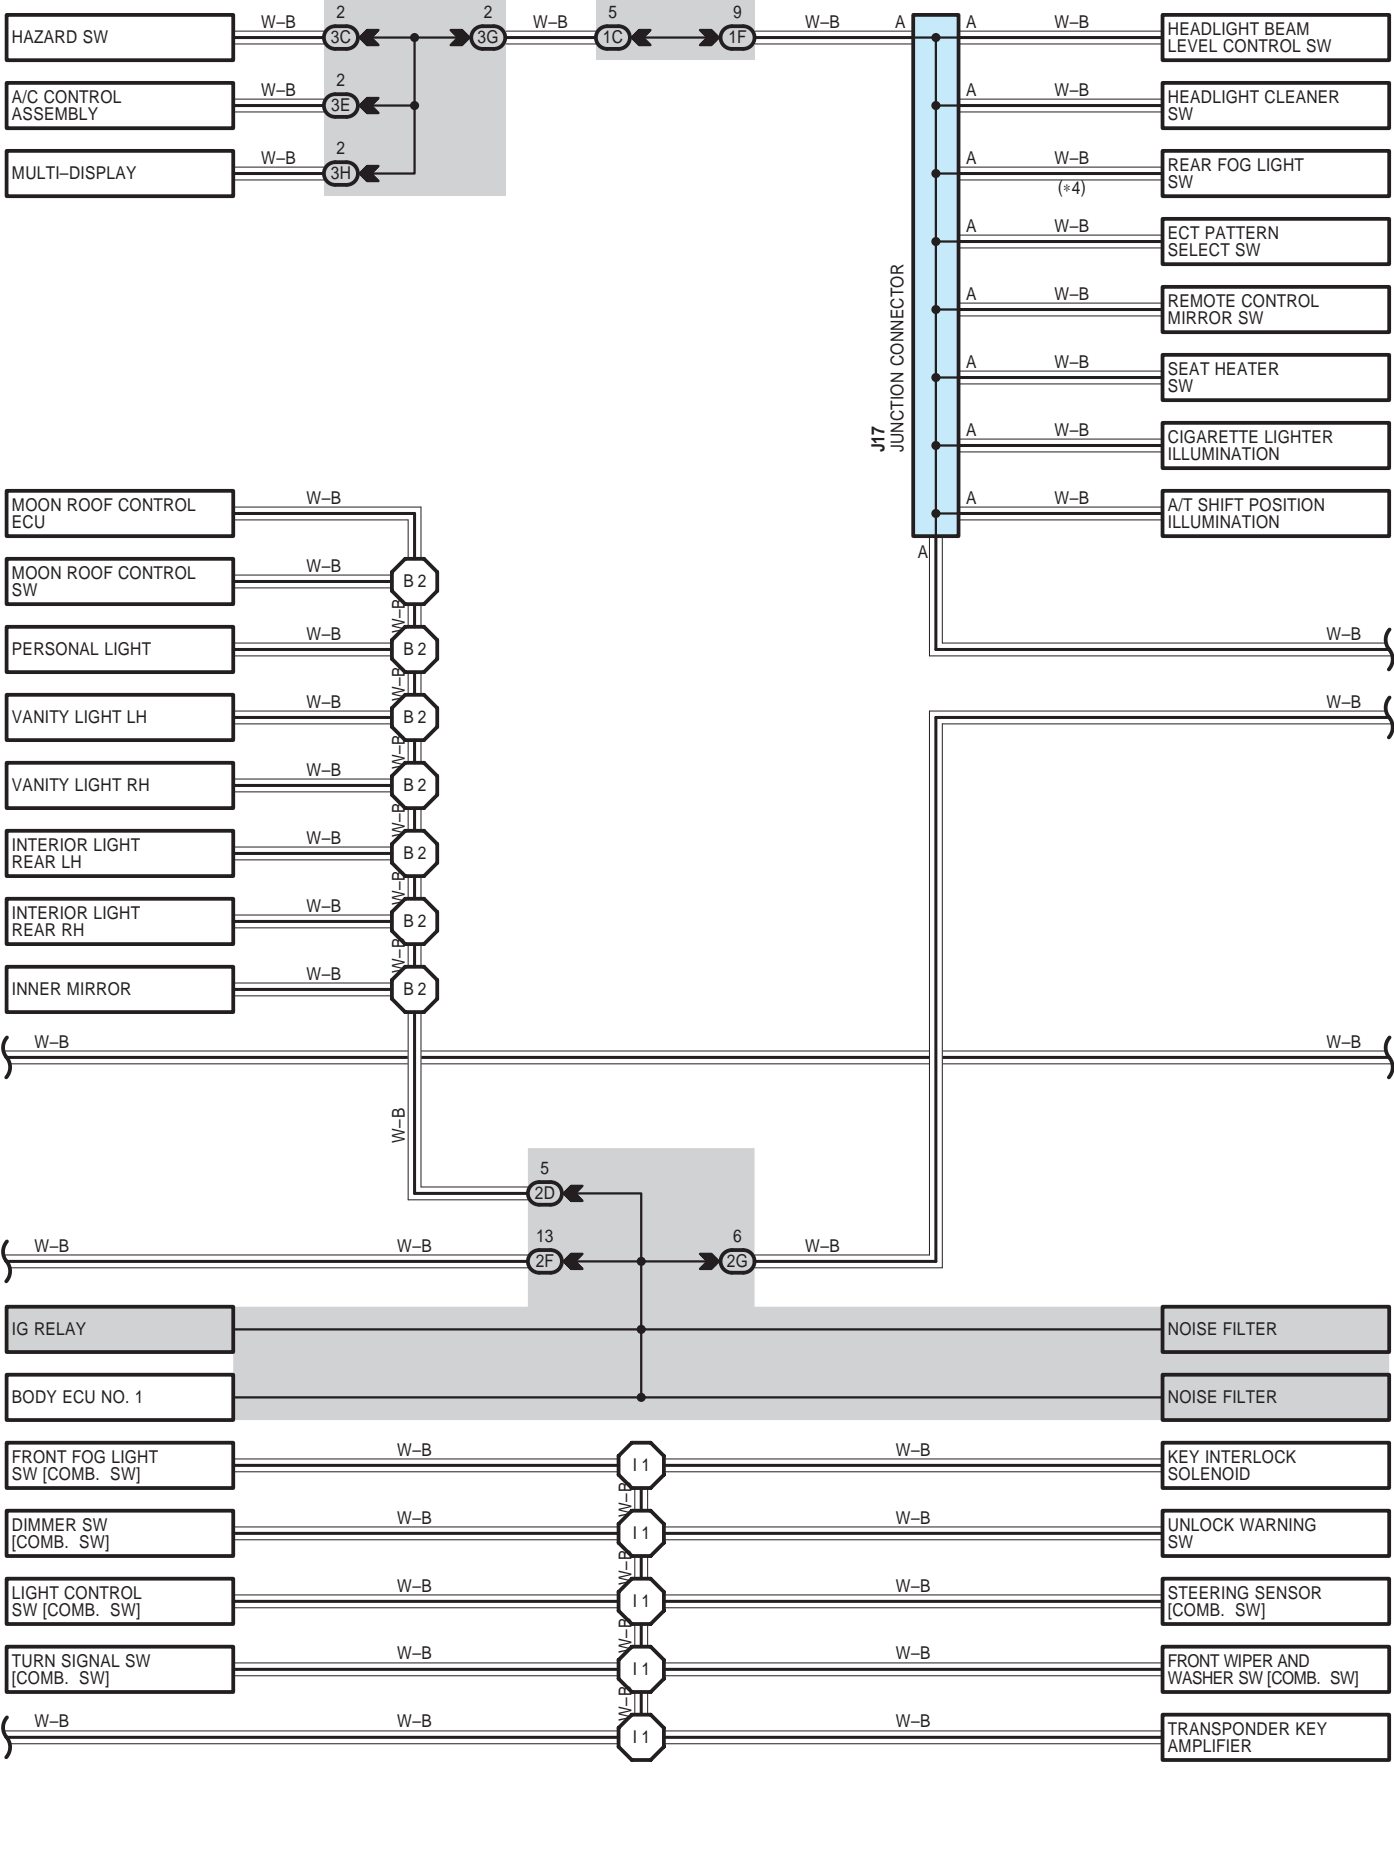 2
2
5
9
HAZARD SW
W–B
3C
3G
W–B
1C
1F
W–B
A
A
W–B
HEADLIGHT BEAM
LEVEL CONTROL SW
A/C CONTROL
ASSEMBLY
W–B
2
3E
A
W–B
HEADLIGHT CLEANER
SW
MULTI–DISPLAY
W–B
2
3H
A
W–B
(*4)
REAR FOG LIGHT
SW
A
W–B
ECT PATTERN
SELECT SW
A
W–B
REMOTE CONTROL
MIRROR SW
A
W–B
SEAT HEATER
SW
J17
JUNCTION CONNECTOR
A
W–B
CIGARETTE LIGHTER
ILLUMINATION
A
W–B
A/T SHIFT POSITION
ILLUMINATION
A
MOON ROOF CONTROL
ECU
W–B
MOON ROOF CONTROL
SW
W–B
B 2
W–B
PERSONAL LIGHT
W–B
B 2
W–B
W–B
VANITY LIGHT LH
W–B
B 2
W–B
W–B
VANITY LIGHT RH
W–B
B 2
W–B
INTERIOR LIGHT
REAR LH
W–B
B 2
W–B
INTERIOR LIGHT
REAR RH
W–B
B 2
W–B
INNER MIRROR
W–B
B 2
W–B
W–B
W–B
5
2D
W–B
W–B
13
2F
6
2G
W–B
IG RELAY
NOISE FILTER
BODY ECU NO. 1
NOISE FILTER
FRONT FOG LIGHT
SW [COMB. SW]
W–B
I 1
W–B
KEY INTERLOCK
SOLENOID
W–B
DIMMER SW
[COMB. SW]
W–B
I 1
W–B
UNLOCK WARNING
SW
W–B
LIGHT CONTROL
SW [COMB. SW]
W–B
I 1
W–B
STEERING SENSOR
[COMB. SW]
W–B
TURN SIGNAL SW
[COMB. SW]
W–B
I 1
W–B
FRONT WIPER AND
WASHER SW [COMB. SW]
W–B
W–B
W–B
I 1
W–B
TRANSPONDER KEY
AMPLIFIER